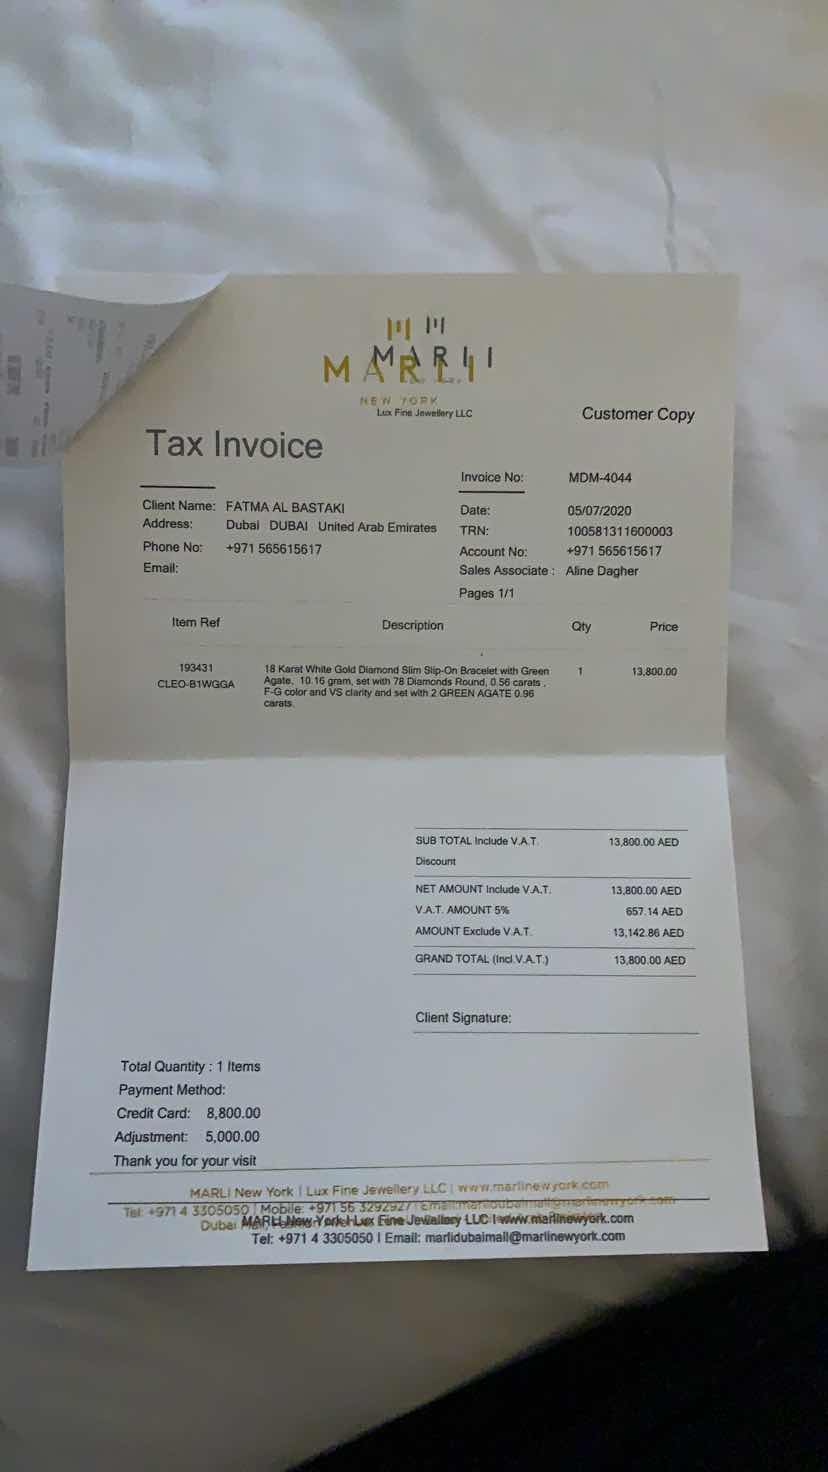 MARLI
MARLI
NEW YORK
Lux Fine Jewellery LLC
Customer Copy
Tax Invoice
Invoice No: MDM-4044
Client Name: FATMA AL BASTAKI
Date: 05/07/2020
Address: Dubai DUBAI United Arab Emirates
TRN: 100581311600003
Phone No: +971 565615617
Account No: +971 565615617
Email:
Sales Associate : Aline Dagher
Pages 1/1
Item Ref Description Qty Price
193431 18 Karat White Gold Diamond Slim Slip-On Bracelet with Green 1 13,800.00
CLEO-B1WGGA Agate, 10.16 gram, set with 78 Diamonds Round, 0.56 carats ,
F-G color and VS clarity and set with 2 GREEN AGATE 0.96
carats.
SUB TOTAL Include V.A.T. 13,800.00 AED
Discount
NET AMOUNT Include V.A.T. 13,800.00 AED
V.A.T. AMOUNT 5% 657.14 AED
AMOUNT Exclude V.A.T. 13,142.86 AED
GRAND TOTAL (Incl.V.A.T.) 13,800.00 AED
Client Signature:
Total Quantity : 1 Items
Payment Method:
Credit Card: 8,800.00
Adjustment: 5,000.00
Thank you for your visit
MARLI New York | Lux Fine Jewellery LLC | www.marlinewyork.com
Tel: +971 4 3305050 | Mobile: +971 56 3292927 | Email:marlidubaimall@marlinewyork.com
Dubai Mall,
MARLI New York | Lux Fine Jewellery LLC | www.marlinewyork.com
Tel: +971 4 3305050 | Email: marlidubaimall@marlinewyork.com